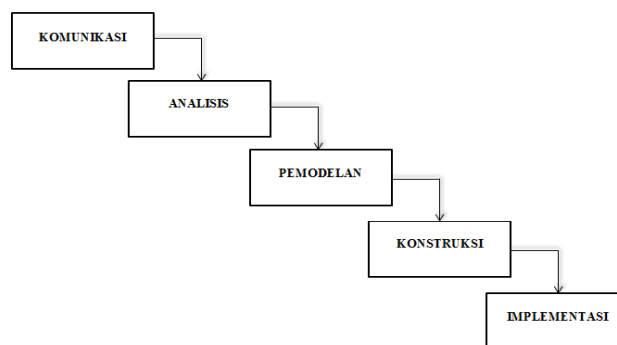 KOMUNIKASI
ANALISIS
PEMODELAN
KONSTRUKSI
IMPLEMENTASI